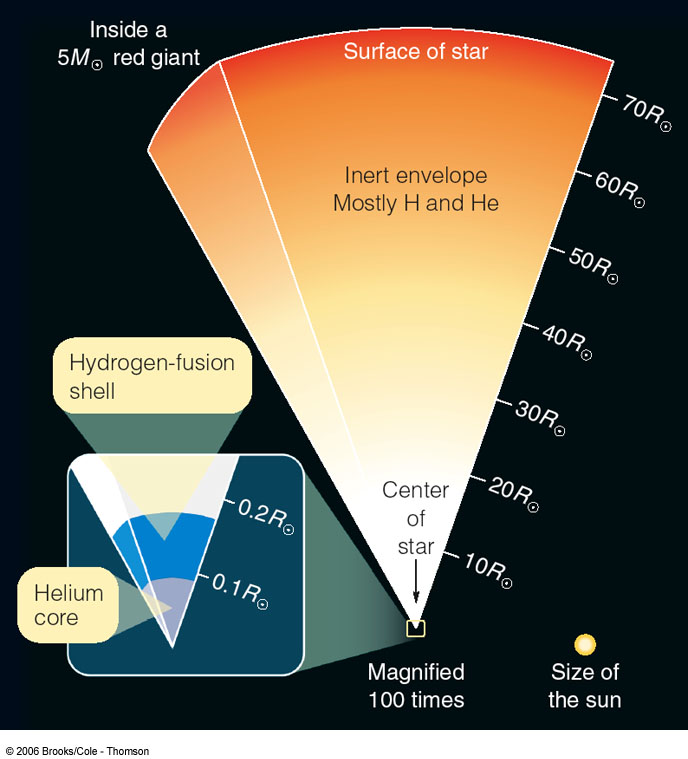 Inside a
5M☉ red giant
Surface of star
Inert envelope
Mostly H and He
70R☉
60R☉
50R☉
40R☉
30R☉
20R☉
10R☉
Hydrogen-fusion
shell
0.2R☉
0.1R☉
Helium
core
Center
of
star
Magnified
100 times
Size of
the sun
© 2006 Brooks/Cole - Thomson